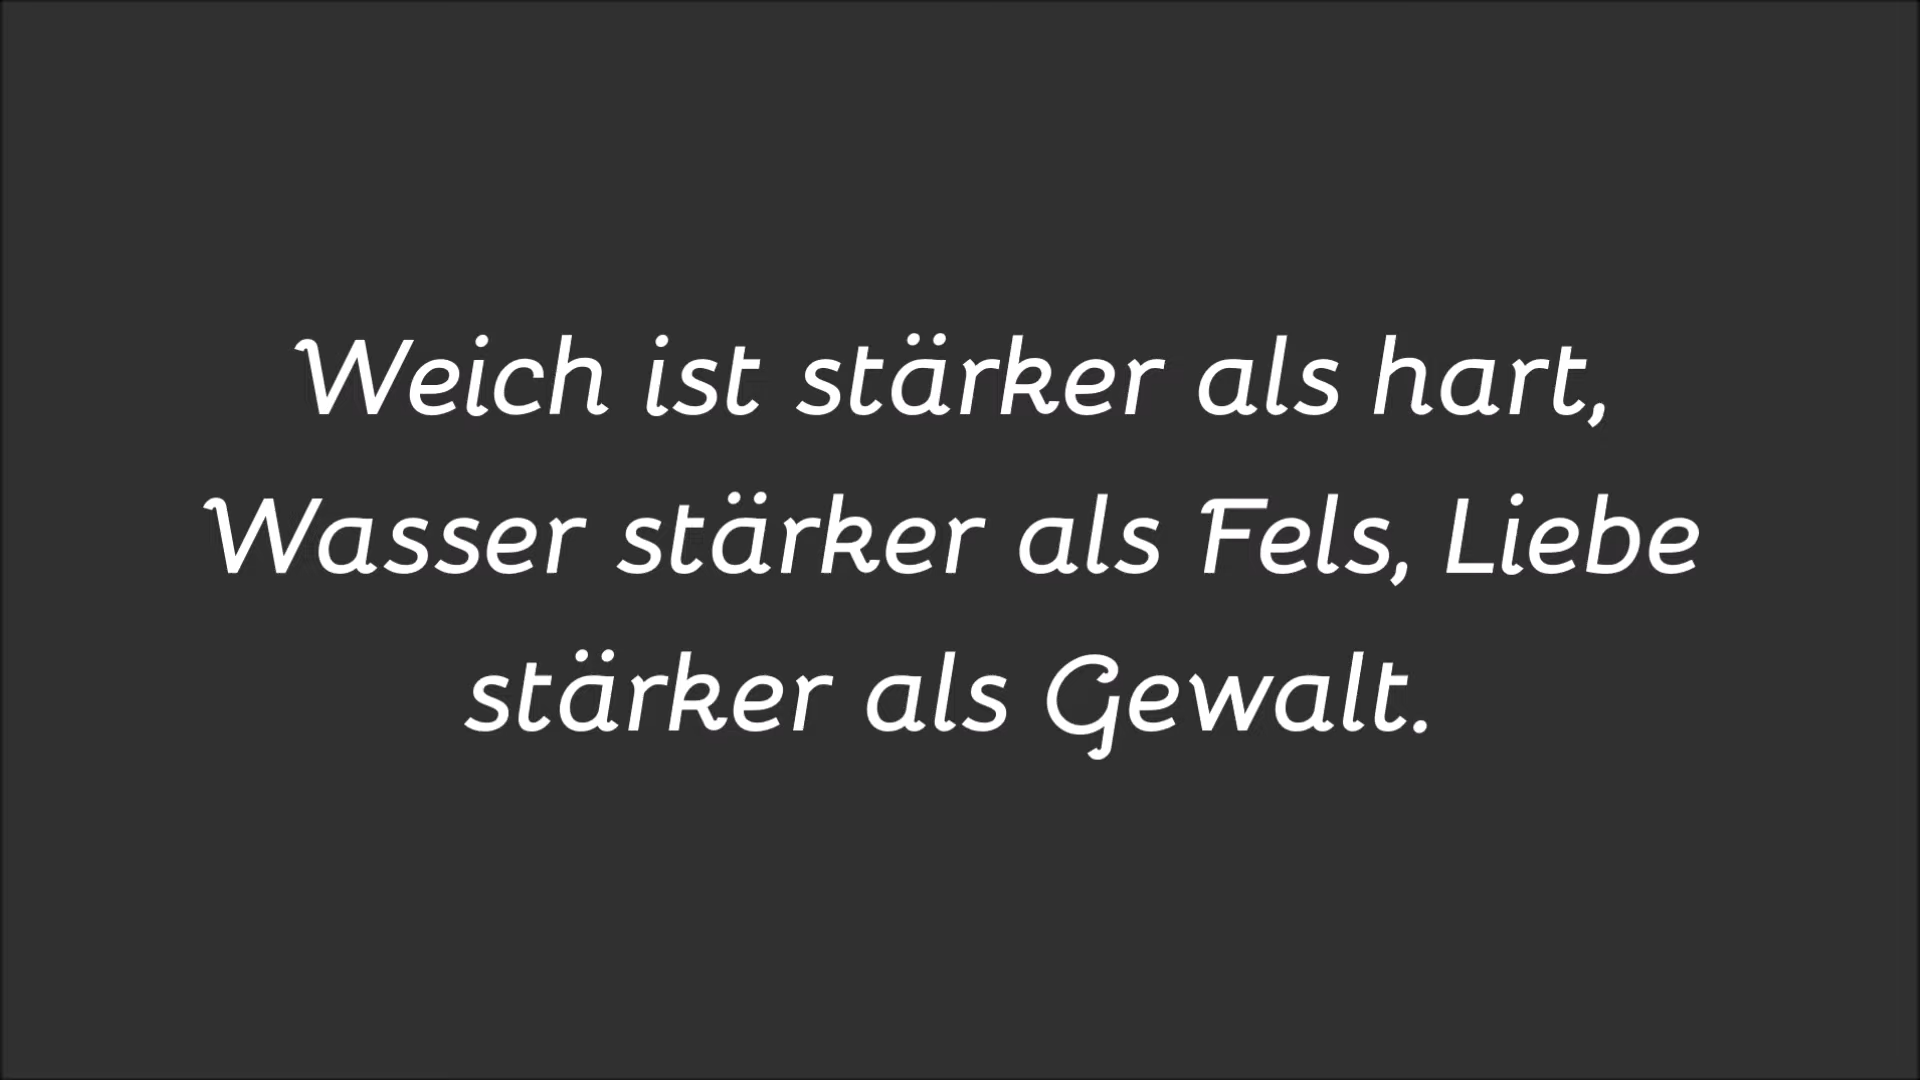 Weich ist stärker als hart,
Wasser stärker als Fels, Liebe
stärker als Gewalt.